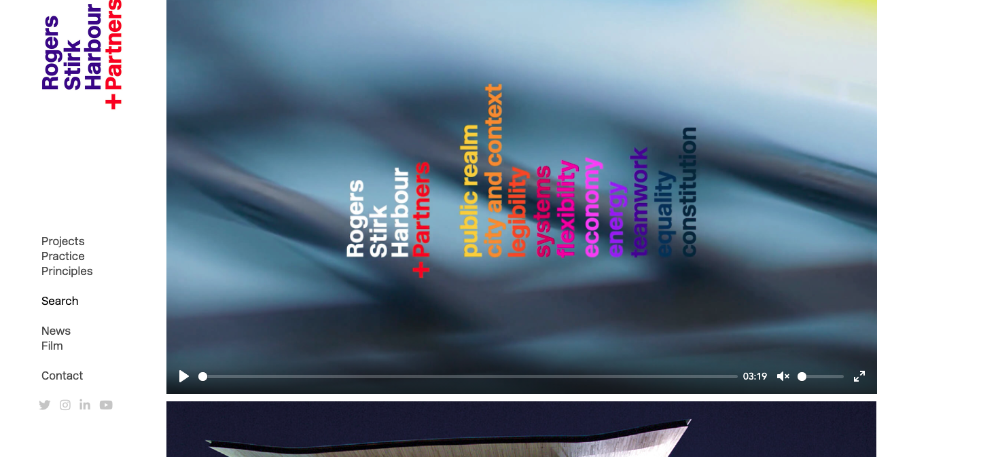 Rogers
Stirk
Harbour
+ Partners
Projects
Practice
Principles
Search
News
Film
Contact
Rogers
Stirk
Harbour
+ Partners
public realm
city and context
legibility
systems
flexibility
economy
energy
teamwork
equality
constitution
03:19